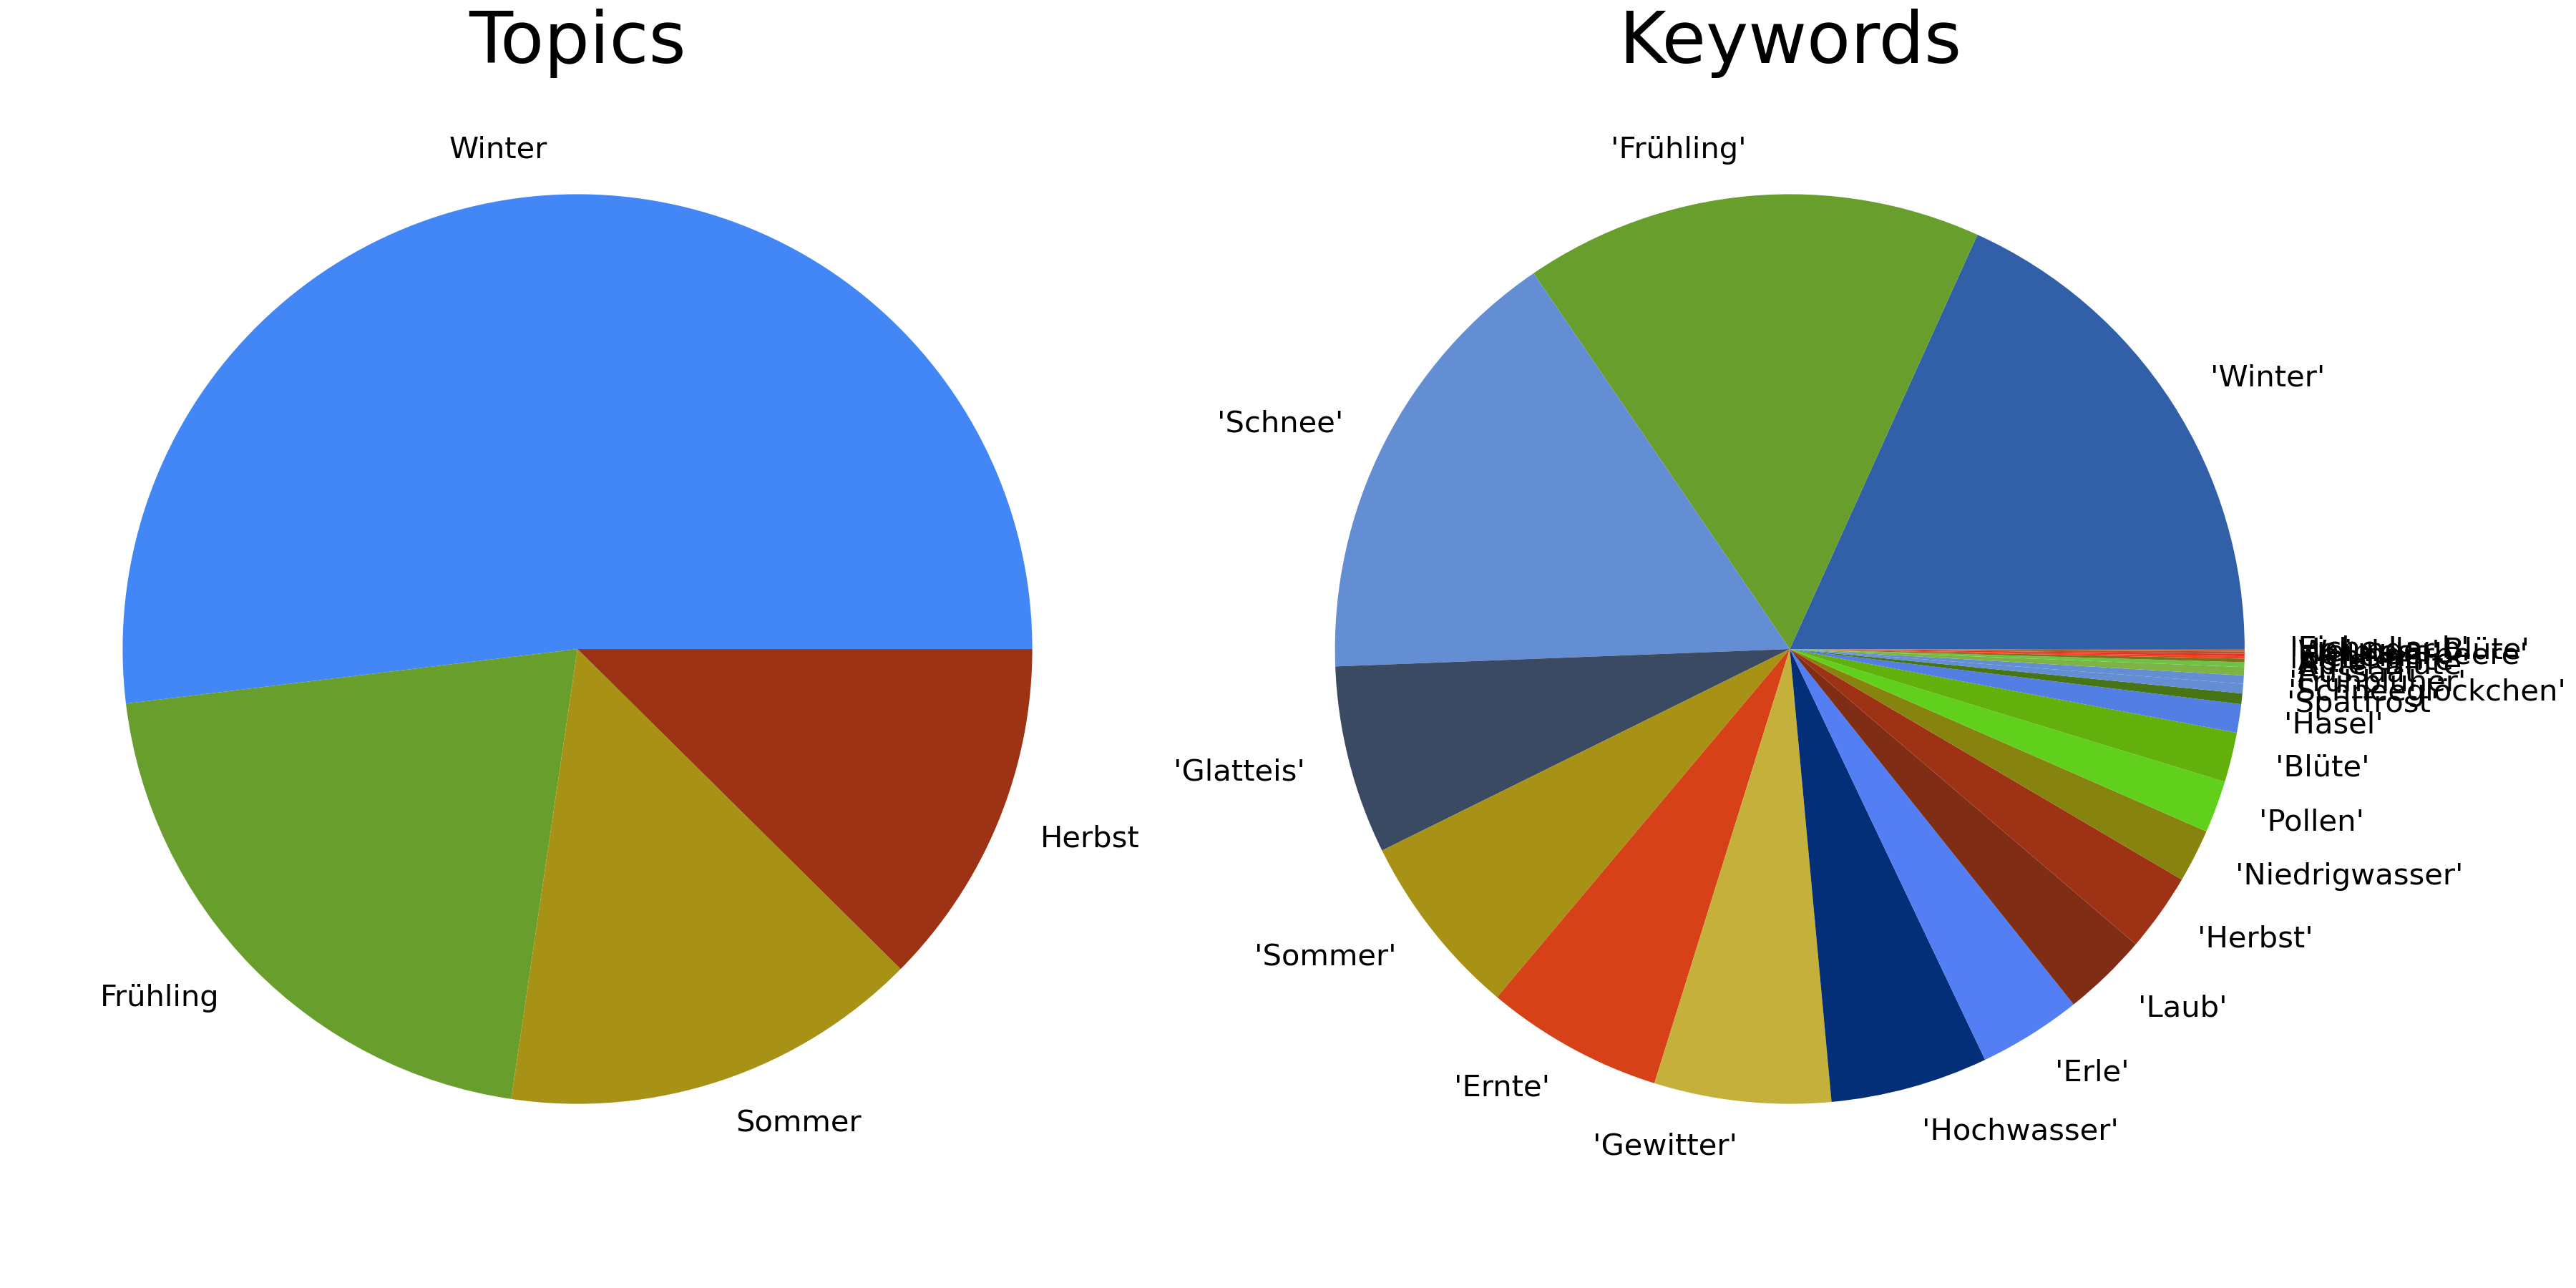 Topics
Winter
Frühling
Sommer
Herbst
Keywords
'Winter'
'Frühling'
'Schnee'
'Glatteis'
'Sommer'
'Ernte'
'Gewitter'
'Hochwasser'
'Erle'
'Laub'
'Herbst'
'Niedrigwasser'
'Pollen'
'Blüte'
'Hasel'
'Spätfrost'
'Schneeglöckchen'